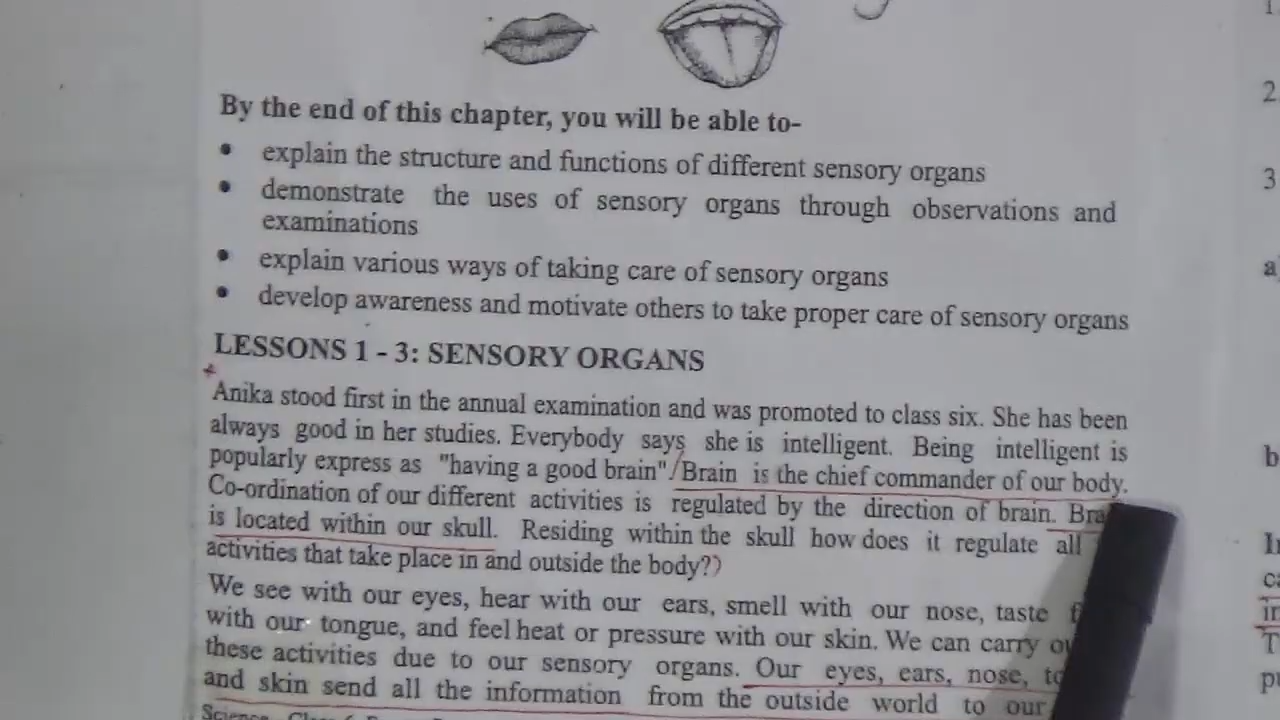 By the end of this chapter, you will be able to-
• explain the structure and functions of different sensory organs
• demonstrate the uses of sensory organs through observations and
examinations
• explain various ways of taking care of sensory organs
• develop awareness and motivate others to take proper care of sensory organs
LESSONS 1 - 3: SENSORY ORGANS
Anika stood first in the annual examination and was promoted to class six. She has been
always good in her studies. Everybody says she is intelligent. Being intelligent is
popularly express as "having a good brain" Brain is the chief commander of our body.
Co-ordination of our different activities is regulated by the direction of brain.
is located within our skull. Residing within the skull how does it regulate all
activities that take place in and outside the body?
We see with our eyes, hear with our ears, smell with our nose, taste
with our tongue, and feel heat or pressure with our skin. We can carry
these activities due to our sensory organs. Our eyes, ears, nose,
and skin send all the information from the outside world to our
1.
2
3
a
b